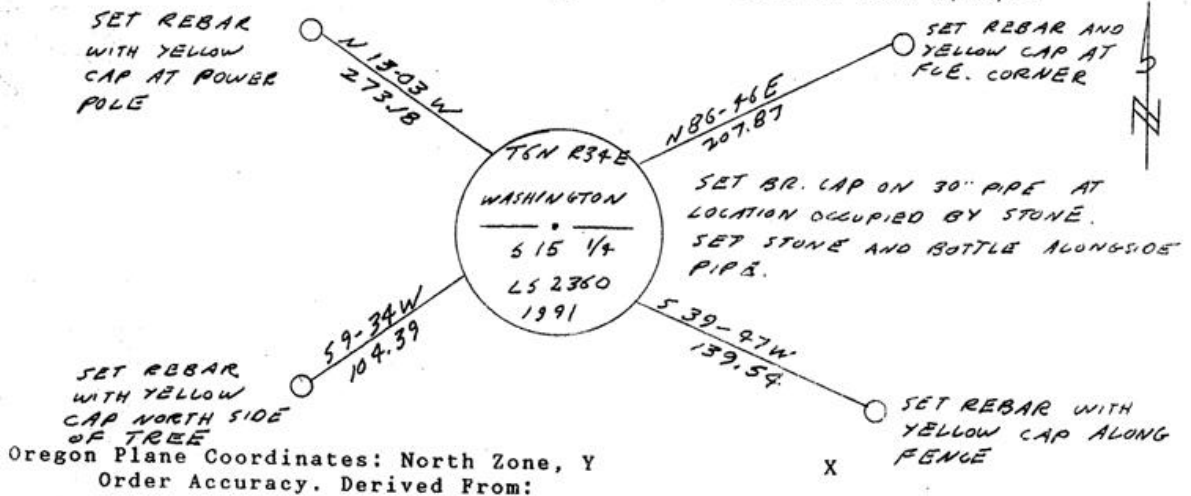 SET REBAR
WITH YELLOW
CAP AT POWER
POLE
N 13-03 W
273.18
SET REBAR AND
YELLOW CAP AT
FCE. CORNER
N86-46E
207.87
N
T6N R34E
WASHINGTON
S 15 1/4
LS 2360
1991
SET BR. CAP ON 30" PIPE AT
LOCATION OCCUPIED BY STONE.
SET STONE AND BOTTLE ALONGSIDE
PIPE.
S9-34W
104.39
S 39-47W
139.54
SET REBAR
WITH YELLOW
CAP NORTH SIDE
OF TREE
SET REBAR WITH
YELLOW CAP ALONG
FENCE
Oregon Plane Coordinates: North Zone, Y X
Order Accuracy. Derived From: